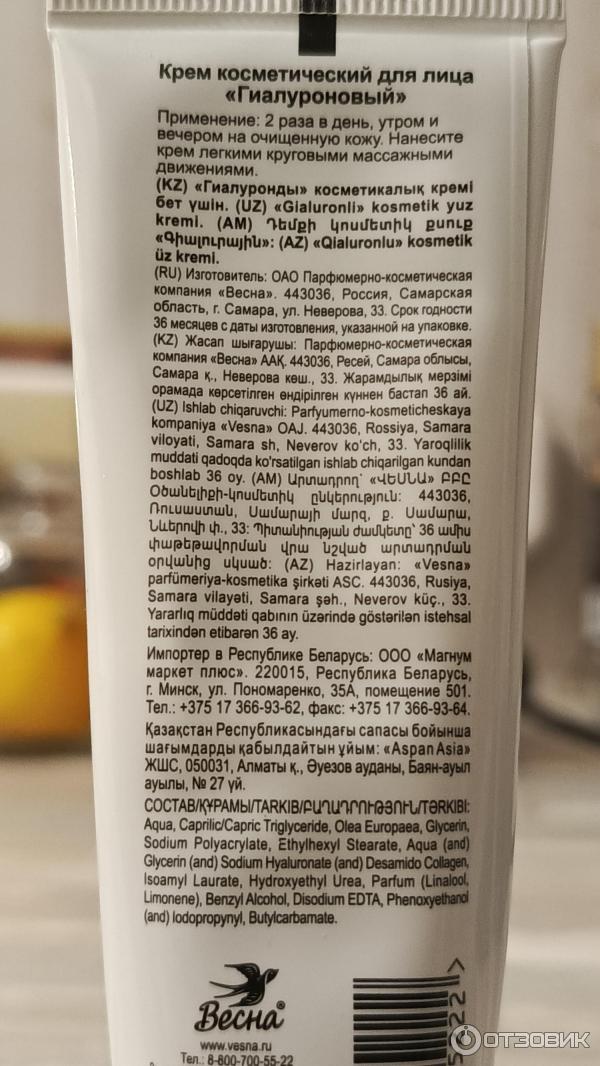 Крем косметический для лица
«Гиалуроновый»
Применение: 2 раза в день, утром и
вечером на очищенную кожу. Нанесите
крем легкими круговыми массажными
движениями.
(KZ) «Гиалуронды» косметикалық кремі
бет үшін. (UZ) «Gialuronli» kosmetik yuz
kremi. (AM) Դեմքի կոսմետիկ քսուք
«Գիալուրային»: (AZ) «Qialuronlu» kosmetik
üz kremi.
(RU) Изготовитель: ОАО Парфюмерно-косметическая
компания «Весна». 443036, Россия, Самарская
область, г. Самара, ул. Неверова, 33. Срок годности
36 месяцев с даты изготовления, указанной на упаковке.
(KZ) Жасап шығарушы: Парфюмерно-косметическая
компания «Весна» ААҚ. 443036, Ресей, Самара облысы,
Самара қ., Неверова көш., 33. Жарамдылық мерзімі
орамада көрсетілген өндірілген күннен бастап 36 ай.
(UZ) Ishlab chiqaruvchi: Parfyumerno-kosmeticheskaya
kompaniya «Vesna» OAJ. 443036, Rossiya, Samara
viloyati, Samara sh, Neverov ko'ch, 33. Yaroqlilik
muddati qadoqda ko'rsatilgan ishlab chiqarilgan kundan
boshlab 36 oy. (AM) Արտադրող՝ «ՎԵՍՆԱ» ԲԲԸ
Օծանելիքի-կոսմետիկ ընկերություն: 443036,
Ռուսաստան, Սամարայի մարզ, ք. Սամարա,
Նևերովի փ., 33: Պիտանիության ժամկետը՝ 36 ամիս
փաթեթավորման վրա նշված արտադրման
օրվանից սկսած: (AZ) Hazirlayan: «Vesna»
parfümeriya-kosmetika şirkəti ASC. 443036, Rusiya,
Samara vilayəti, Samara şəh., Neverov küç., 33.
Yararlıq müddəti qabının üzərində göstərilən istehsal
tarixindən etibarən 36 ay.
Импортер в Республике Беларусь: ООО «Магнум
маркет плюс». 220015, Республика Беларусь,
г. Минск, ул. Пономаренко, 35А, помещение 501.
Тел.: +375 17 366-93-62, факс: +375 17 366-93-64.
Қазақстан Республикасындағы сапасы бойынша
шағымдарды қабылдайтын ұйым: «Aspan Asia»
ЖШС, 050031, Алматы қ., Әуезов ауданы, Баян-ауыл
ауылы, № 27 үй.
СОСТАВ/ҚҰРАМЫ/TARKIB/ԲԱՂԱԴՐՈՒԹՅՈՒՆ/TƏRKIBI:
Aqua, Caprilic/Capric Triglyceride, Olea Europaea, Glycerin,
Sodium Polyacrylate, Ethylhexyl Stearate, Aqua (and)
Glycerin (and) Sodium Hyaluronate (and) Desamido Collagen,
Isoamyl Laurate, Hydroxyethyl Urea, Parfum (Linalool,
Limonene), Benzyl Alcohol, Disodium EDTA, Phenoxyethanol
(and) Iodopropynyl, Butylcarbamate.
Весна®
www.vesna.ru
Тел.: 8-800-700-55-22
ОТЗОВИК